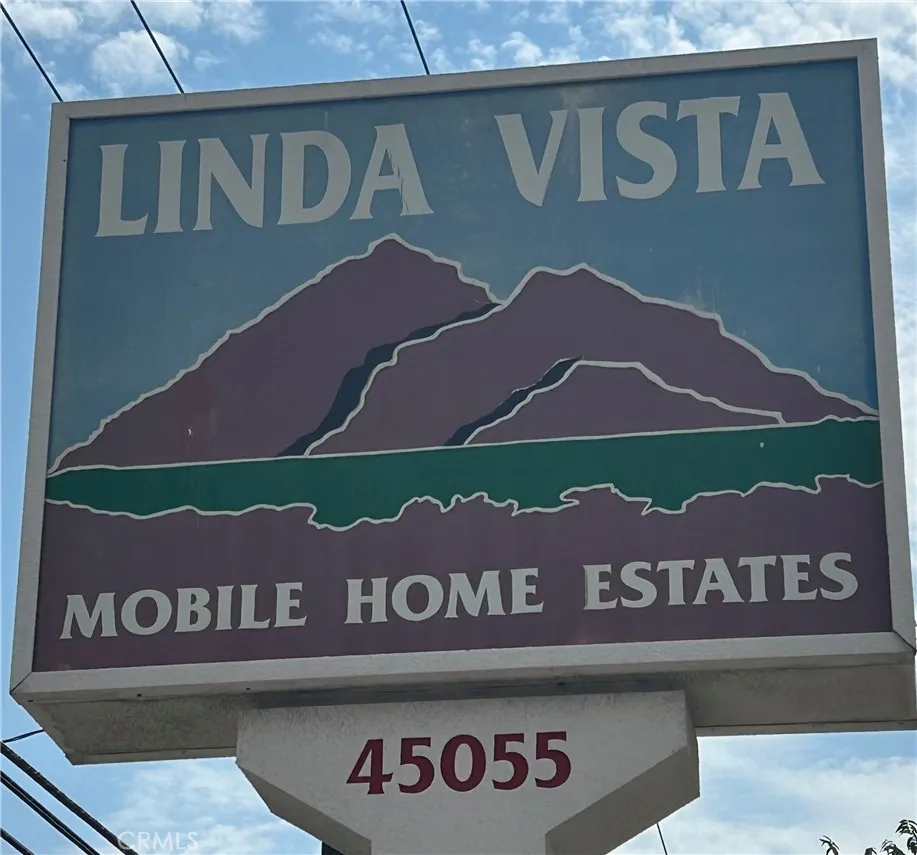 LINDA VISTA
MOBILE HOME ESTATES
45055
CRMLS